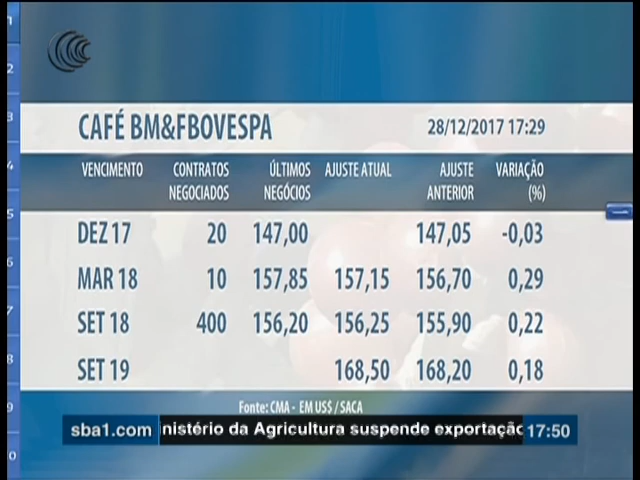 CAFÉ BM&FBOVESPA 28/12/2017 17:29
VENCIMENTO CONTRATOS NEGOCIADOS ÚLTIMOS NEGÓCIOS AJUSTE ATUAL AJUSTE ANTERIOR VARIAÇÃO (%)
DEZ 17 20 147,00 147,05 -0,03
MAR 18 10 157,85 157,15 156,70 0,29
SET 18 400 156,20 156,25 155,90 0,22
SET 19 168,50 168,20 0,18
Fonte: CMA - EM US$ / SACA
sba1.com nistério da Agricultura suspende exportação 17:50